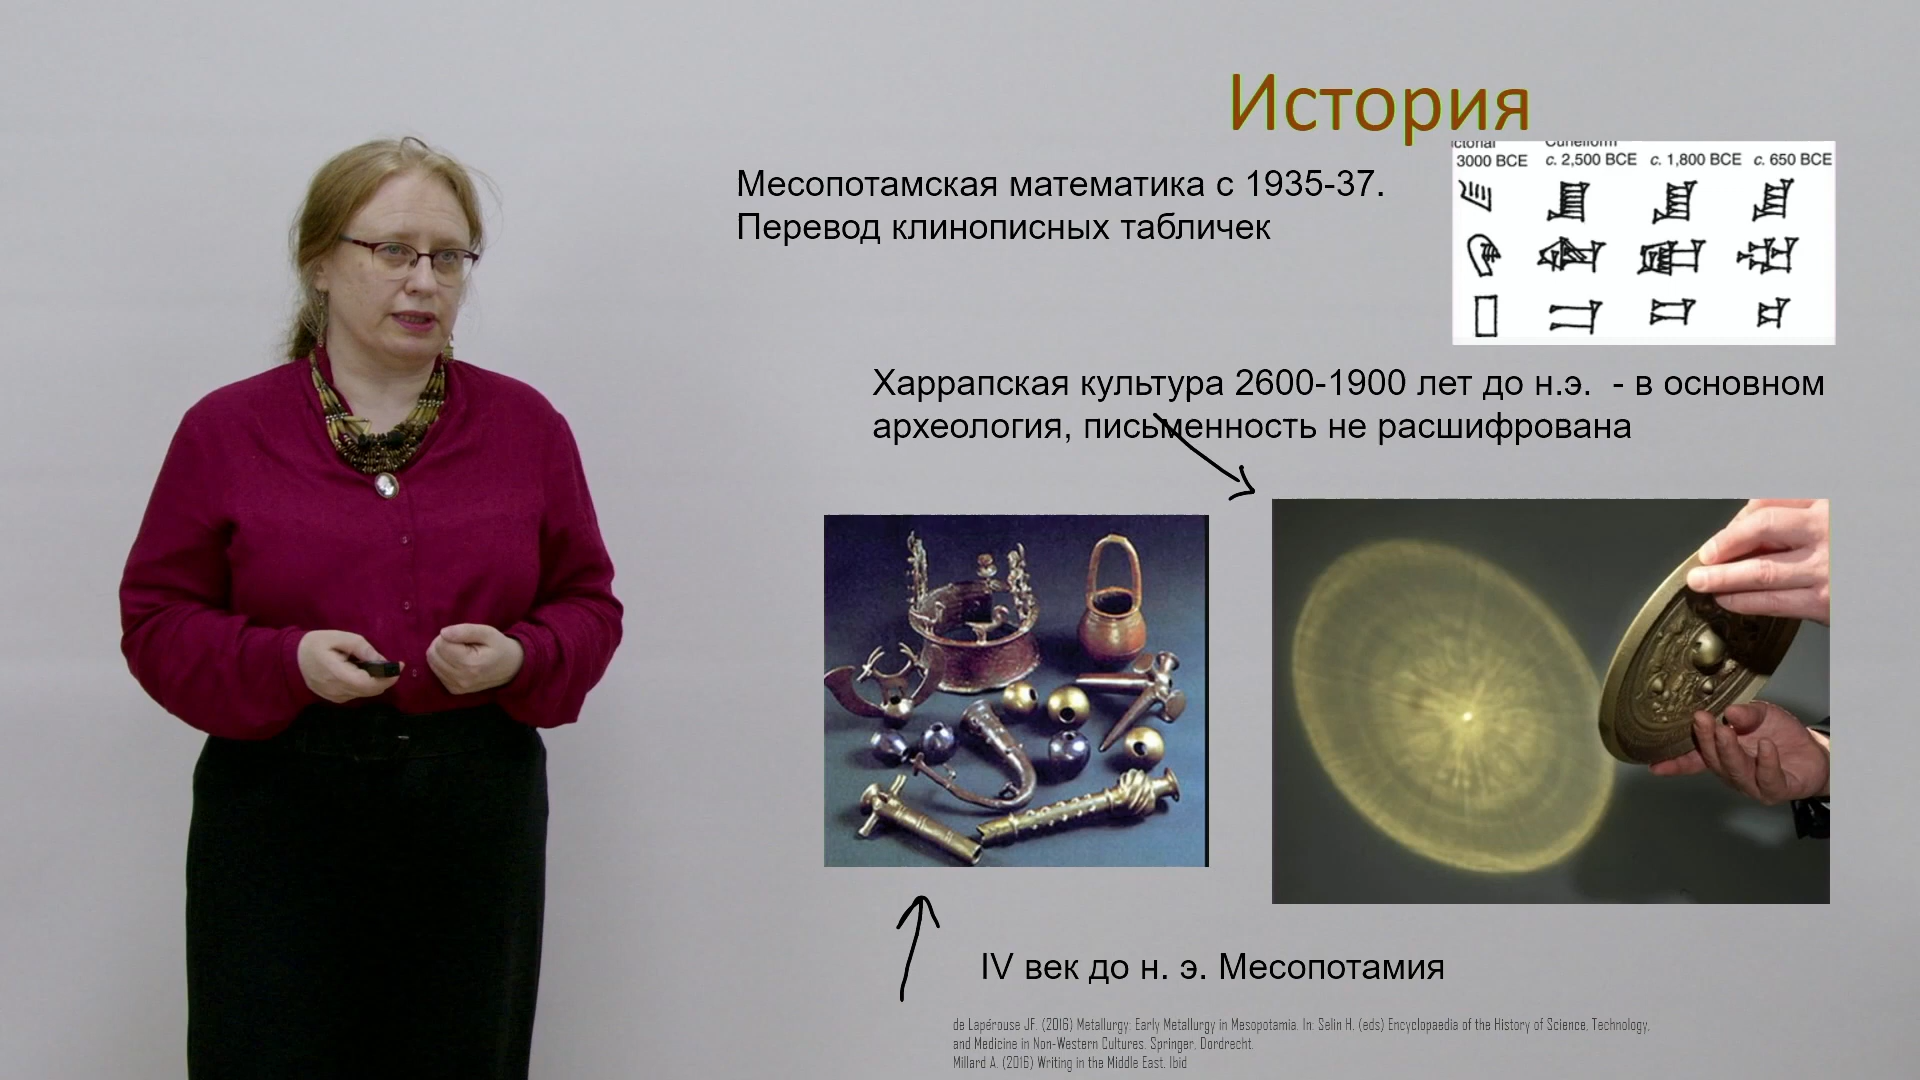 История
Месопотамская математика с 1935-37.
Перевод клинописных табличек
3000 BCE c. 2,500 BCE c. 1,800 BCE c. 650 BCE
Харрапская культура 2600-1900 лет до н.э. - в основном
археология, письменность не расшифрована
IV век до н. э. Месопотамия
de Lapérouse JF. (2016) Metallurgy: Early Metallurgy in Mesopotamia. In: Selin H. (eds) Encyclopaedia of the History of Science, Technology,
and Medicine in Non-Western Cultures. Springer, Dordrecht.
Millard A. (2016) Writing in the Middle East. Ibid